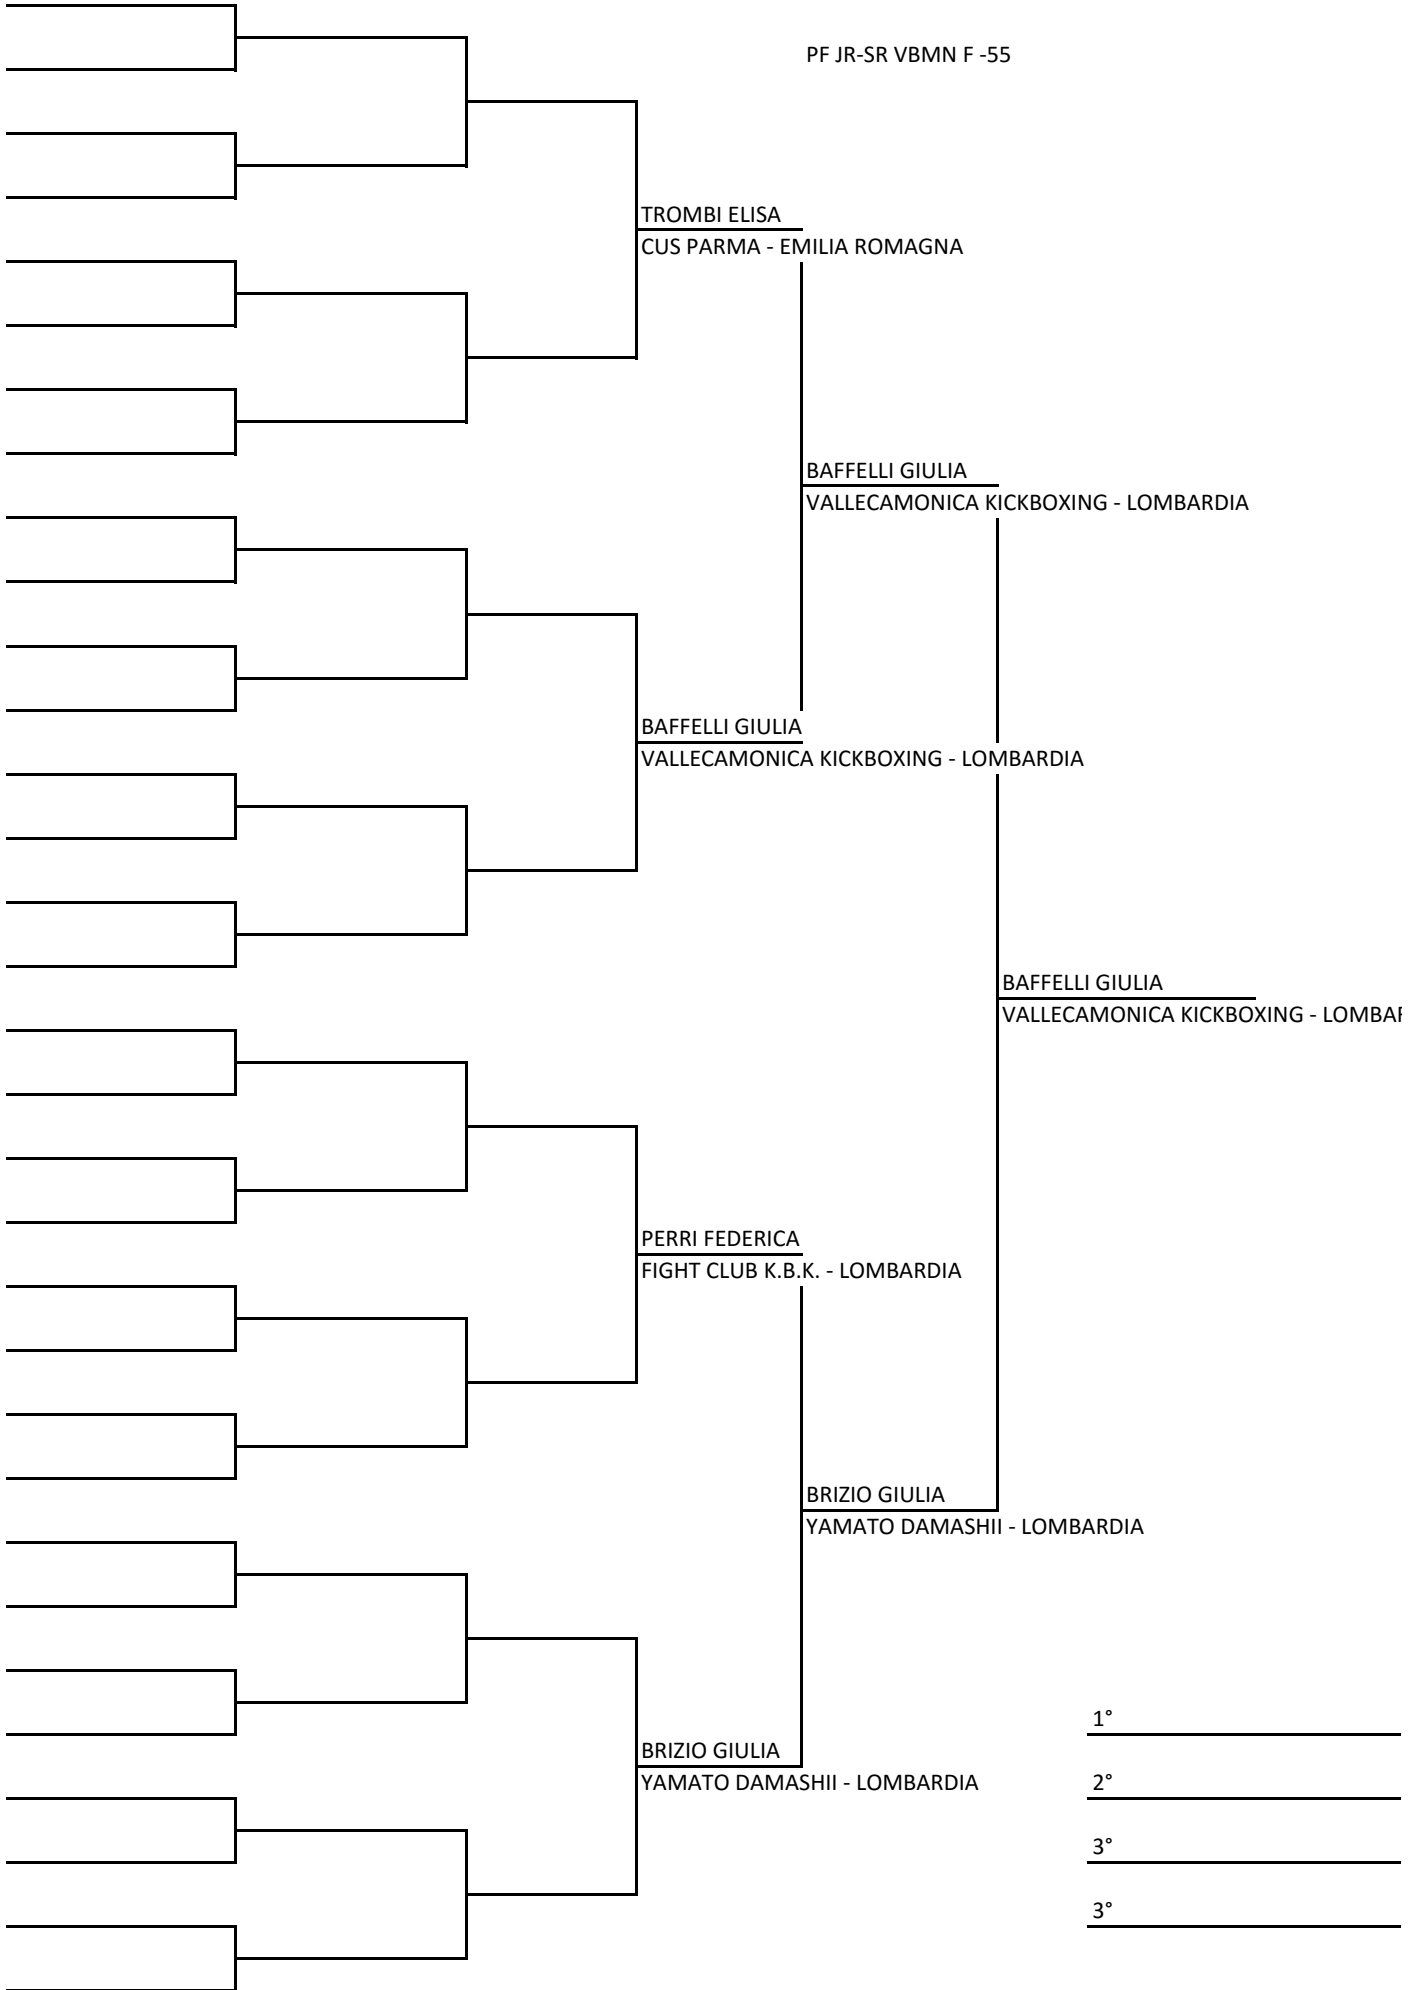 PF JR-SR VBMN F -55
TROMBI ELISA
CUS PARMA - EMILIA ROMAGNA
BAFFELLI GIULIA
VALLECAMONICA KICKBOXING - LOMBARDIA
BAFFELLI GIULIA
VALLECAMONICA KICKBOXING - LOMBARDIA
BAFFELLI GIULIA
VALLECAMONICA KICKBOXING - LOMBAR
PERRI FEDERICA
FIGHT CLUB K.B.K. - LOMBARDIA
BRIZIO GIULIA
YAMATO DAMASHII - LOMBARDIA
1°
BRIZIO GIULIA
YAMATO DAMASHII - LOMBARDIA
2°
3°
3°